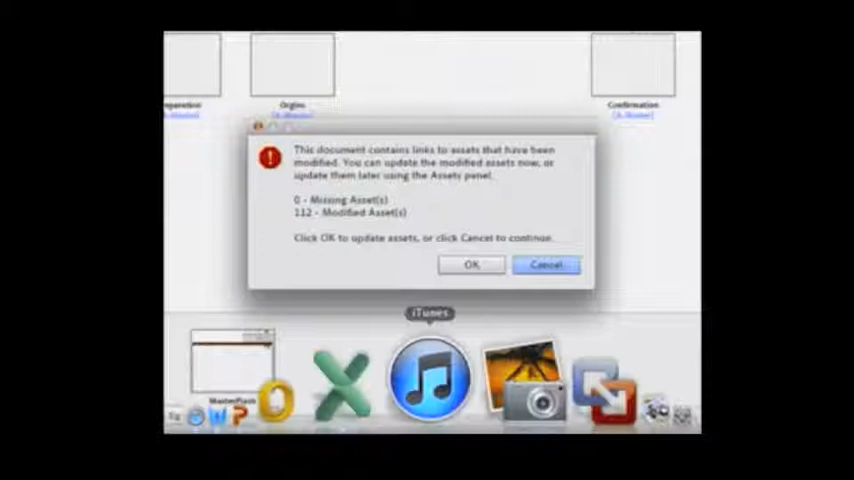 Orgins
Confirmation
This document contains links to assets that have been
modified. You can update the modified assets now, or
update them later using the Assets panel.
0 - Missing Asset(s)
112 - Modified Asset(s)
Click OK to update assets, or click Cancel to continue.
OK
Cancel
iTunes
MasterFlash